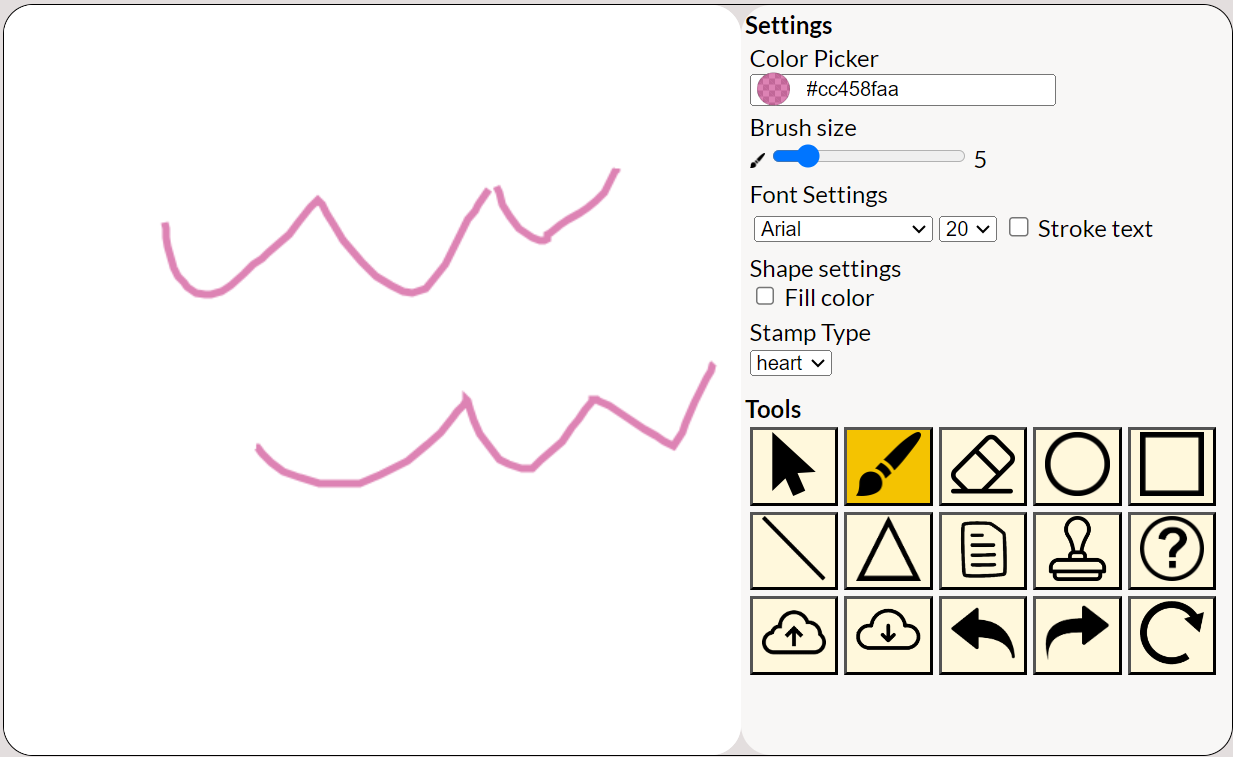 Settings
Color Picker
#cc458faa
Brush size
5
Font Settings
Arial 20 Stroke text
Shape settings
Fill color
Stamp Type
heart
Tools
?